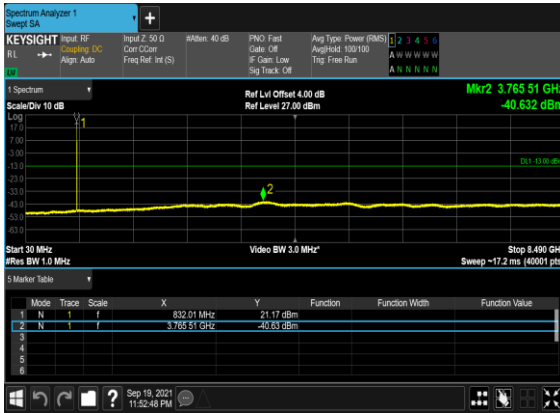 Spectrum Analyzer 1
Swept SA
+
KEYSIGHT Input: RF Input Z: 50 Ω #Atten: 40 dB PNO: Fast Avg Type: Power (RMS) 1 2 3 4 5 6
RL Coupling: DC Corr CCorr Gate: Off Avg|Hold: 100/100 A W W W W W
Align: Auto Freq Ref: Int (S) IF Gain: Low Trig: Free Run
Sig Track: Off A N N N N N
1 Spectrum Ref Lvl Offset 4.00 dB Mkr2 3.765 51 GHz
Scale/Div 10 dB Ref Level 27.00 dBm -40.632 dBm
Log
17.0
7.00
-3.00
-13.0 DL1 -13.00 dBm
-23.0
-33.0
-43.0
-53.0
-63.0
1
2
Start 30 MHz Video BW 3.0 MHz* Stop 8.490 GH
#Res BW 1.0 MHz Sweep ~17.2 ms (40001 pts
5 Marker Table
Mode Trace Scale X Y Function Function Width Function Value
1 N 1 f 832.01 MHz 21.17 dBm
2 N 1 f 3.765 51 GHz -40.63 dBm
3
4
5
6
? Sep 19, 2021
11:52:48 PM